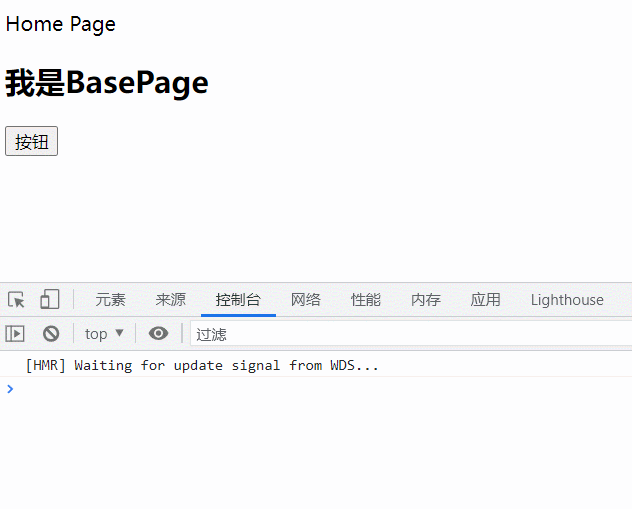 Home Page
我是BasePage
按钮
元素 来源 控制台 网络 性能 内存 应用 Lighthouse
top 过滤
[HMR] Waiting for update signal from WDS...